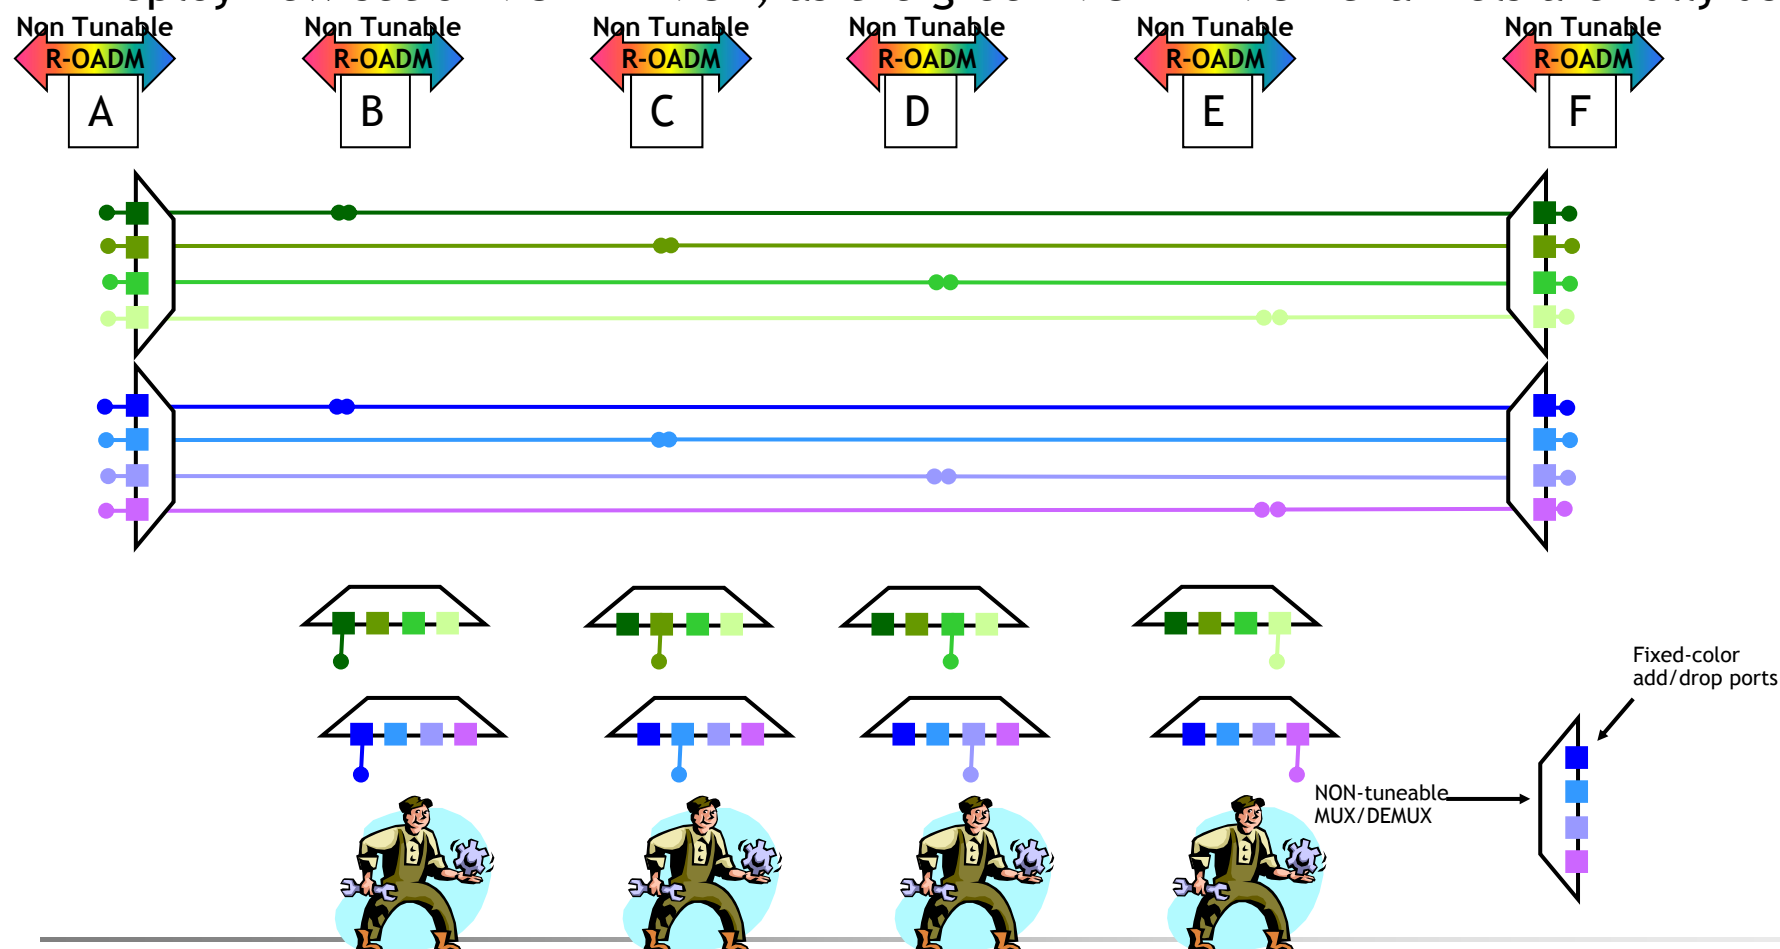 Non Tunable Non Tunable Non Tunable Non Tunable Non Tunable Non Tunable
R-OADM R-OADM R-OADM R-OADM R-OADM R-OADM
A B C D E F
Fixed-color
add/drop ports
NON-tuneable
MUX/DEMUX